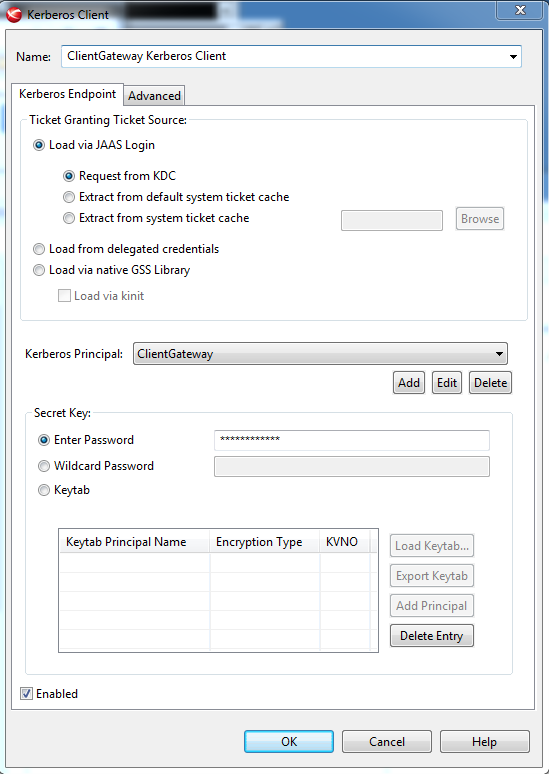 Kerberos Client
Name: ClientGateway Kerberos Client
Kerberos Endpoint Advanced
Ticket Granting Ticket Source:
Load via JAAS Login
Request from KDC
Extract from default system ticket cache
Extract from system ticket cache Browse
Load from delegated credentials
Load via native GSS Library
Load via kinit
Kerberos Principal: ClientGateway
Add Edit Delete
Secret Key:
Enter Password ************
Wildcard Password
Keytab
Keytab Principal Name Encryption Type KVNO
Load Keytab...
Export Keytab
Add Principal
Delete Entry
Enabled
OK Cancel Help